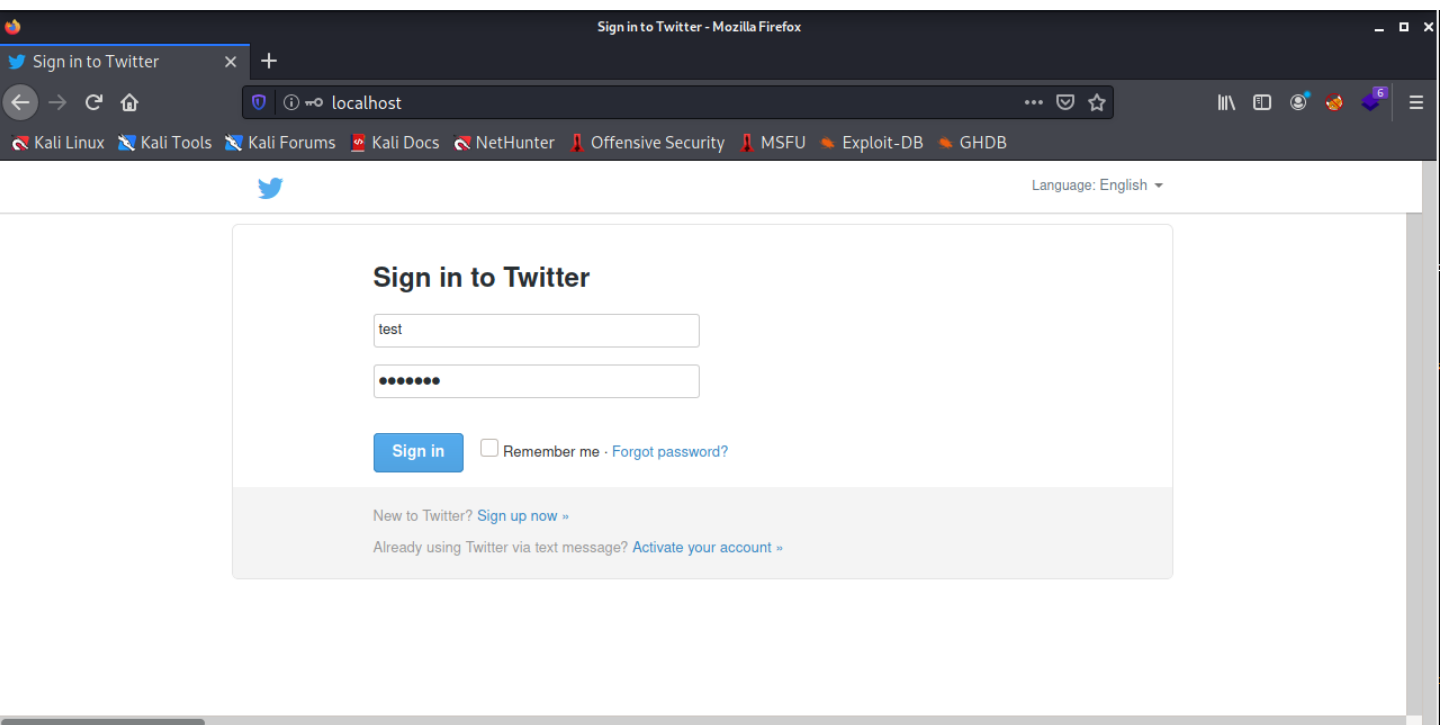 Sign in to Twitter - Mozilla Firefox
Sign in to Twitter
localhost
6
Kali Linux Kali Tools Kali Forums Kali Docs NetHunter Offensive Security MSFU Exploit-DB GHDB
Language: English
Sign in to Twitter
test
Sign in Remember me · Forgot password?
New to Twitter? Sign up now »
Already using Twitter via text message? Activate your account »